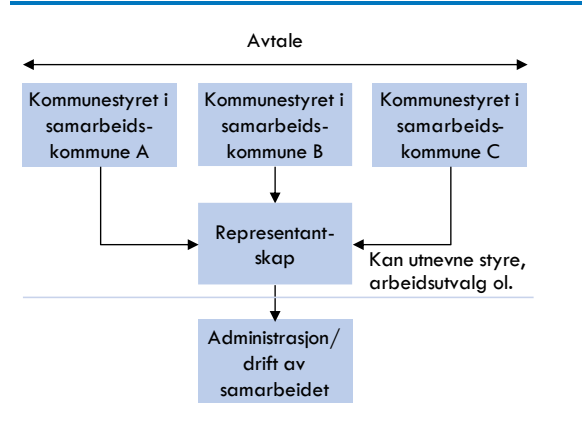 Avtale
Kommunestyret i
samarbeids-
kommune A
Kommunestyret i
samarbeids-
kommune B
Kommunestyret i
samarbeids-
kommune C
Representant-
skap
Kan utnevne styre,
arbeidsutvalg ol.
Administrasjon/
drift av
samarbeidet